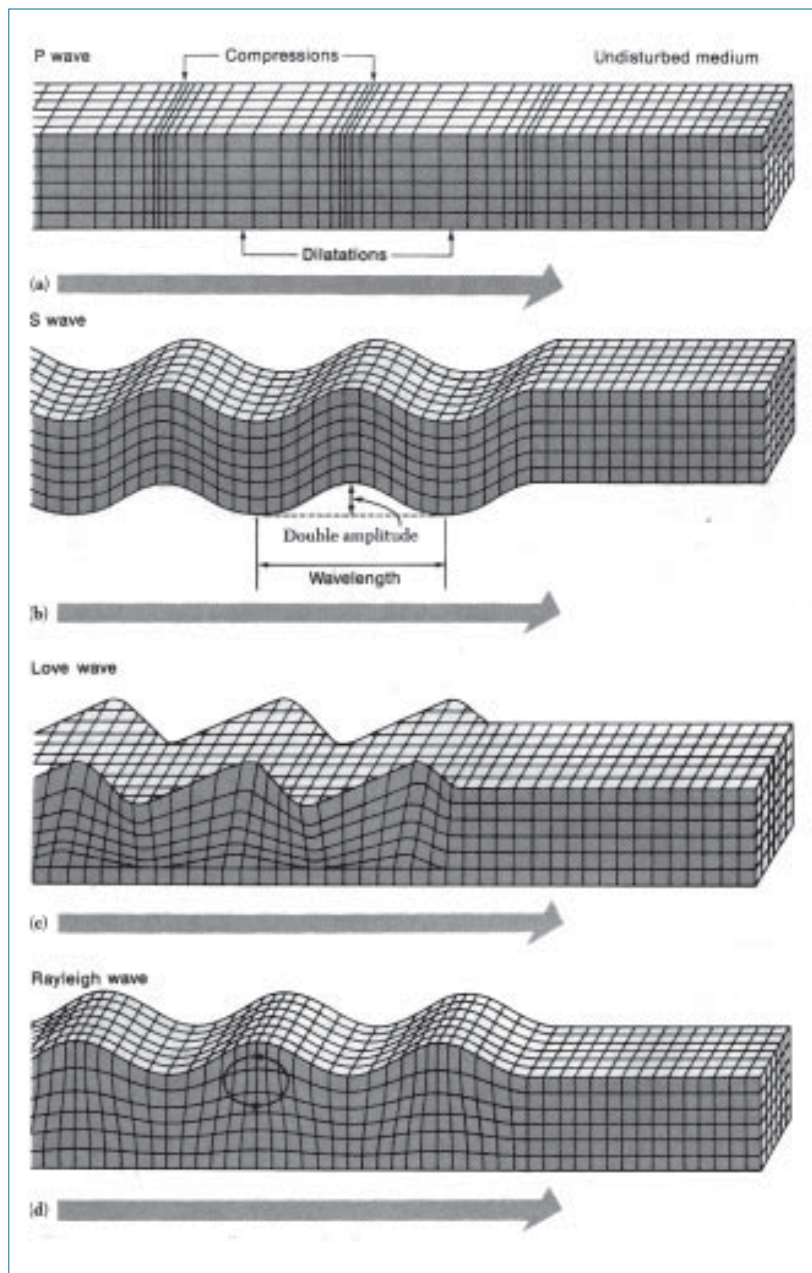 P wave Compressions Undisturbed medium
Dilatations
(a)
S wave
Double amplitude
Wavelength
(b)
Love wave
(c)
Rayleigh wave
(d)